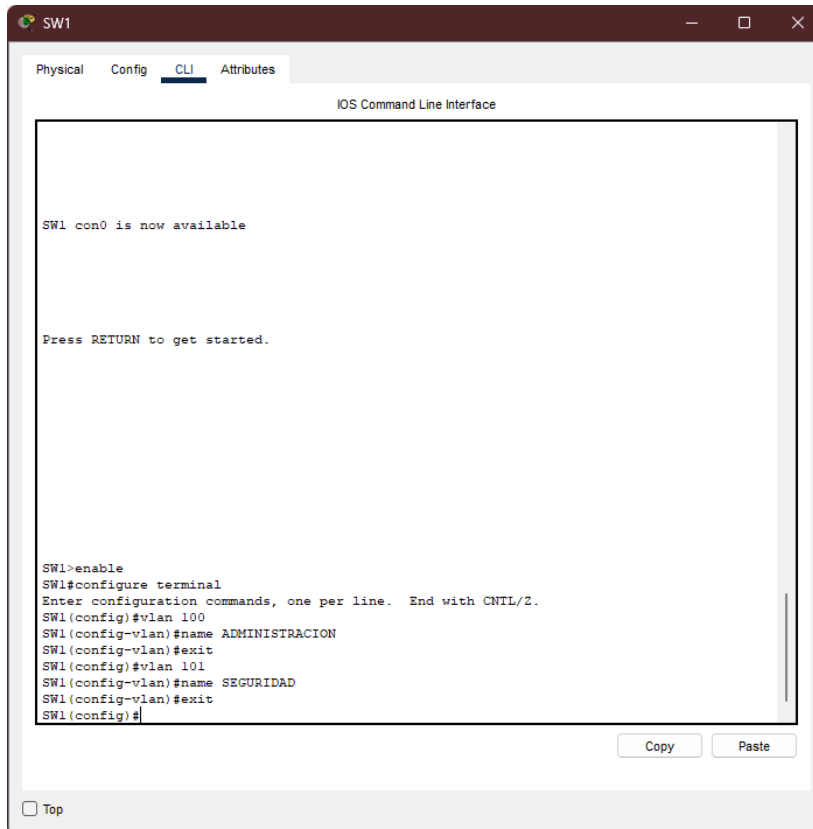 SW1
Physical Config CLI Attributes
IOS Command Line Interface
SW1 con0 is now available
Press RETURN to get started.
SW1>enable
SW1#configure terminal
Enter configuration commands, one per line.  End with CNTL/Z.
SW1(config)#vlan 100
SW1(config-vlan)#name ADMINISTRACION
SW1(config-vlan)#exit
SW1(config)#vlan 101
SW1(config-vlan)#name SEGURIDAD
SW1(config-vlan)#exit
SW1(config)#
Copy Paste
Top